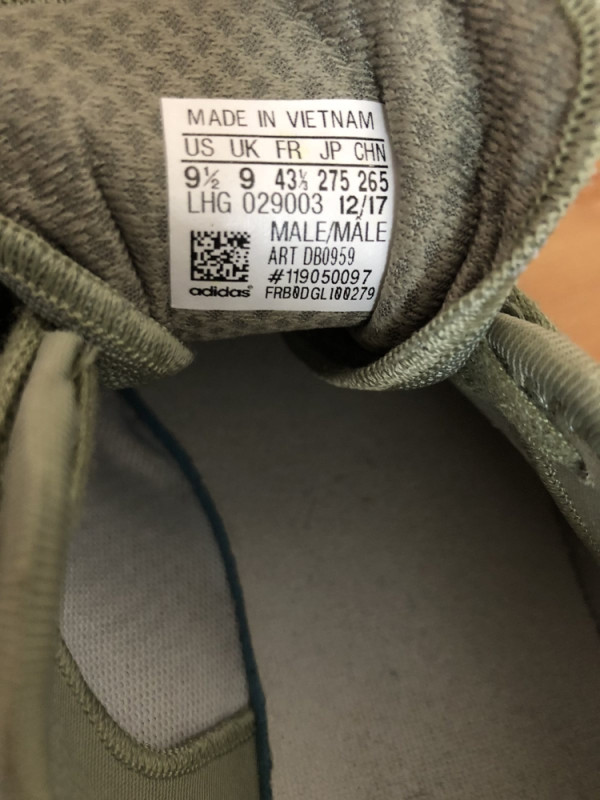 MADE IN VIETNAM
US UK FR JP CHN
9½ 9 43⅓ 275 265
LHG 029003 12/17
MALE/MÂLE
ART DB0959
#119050097
adidas® FRB0DGL100279